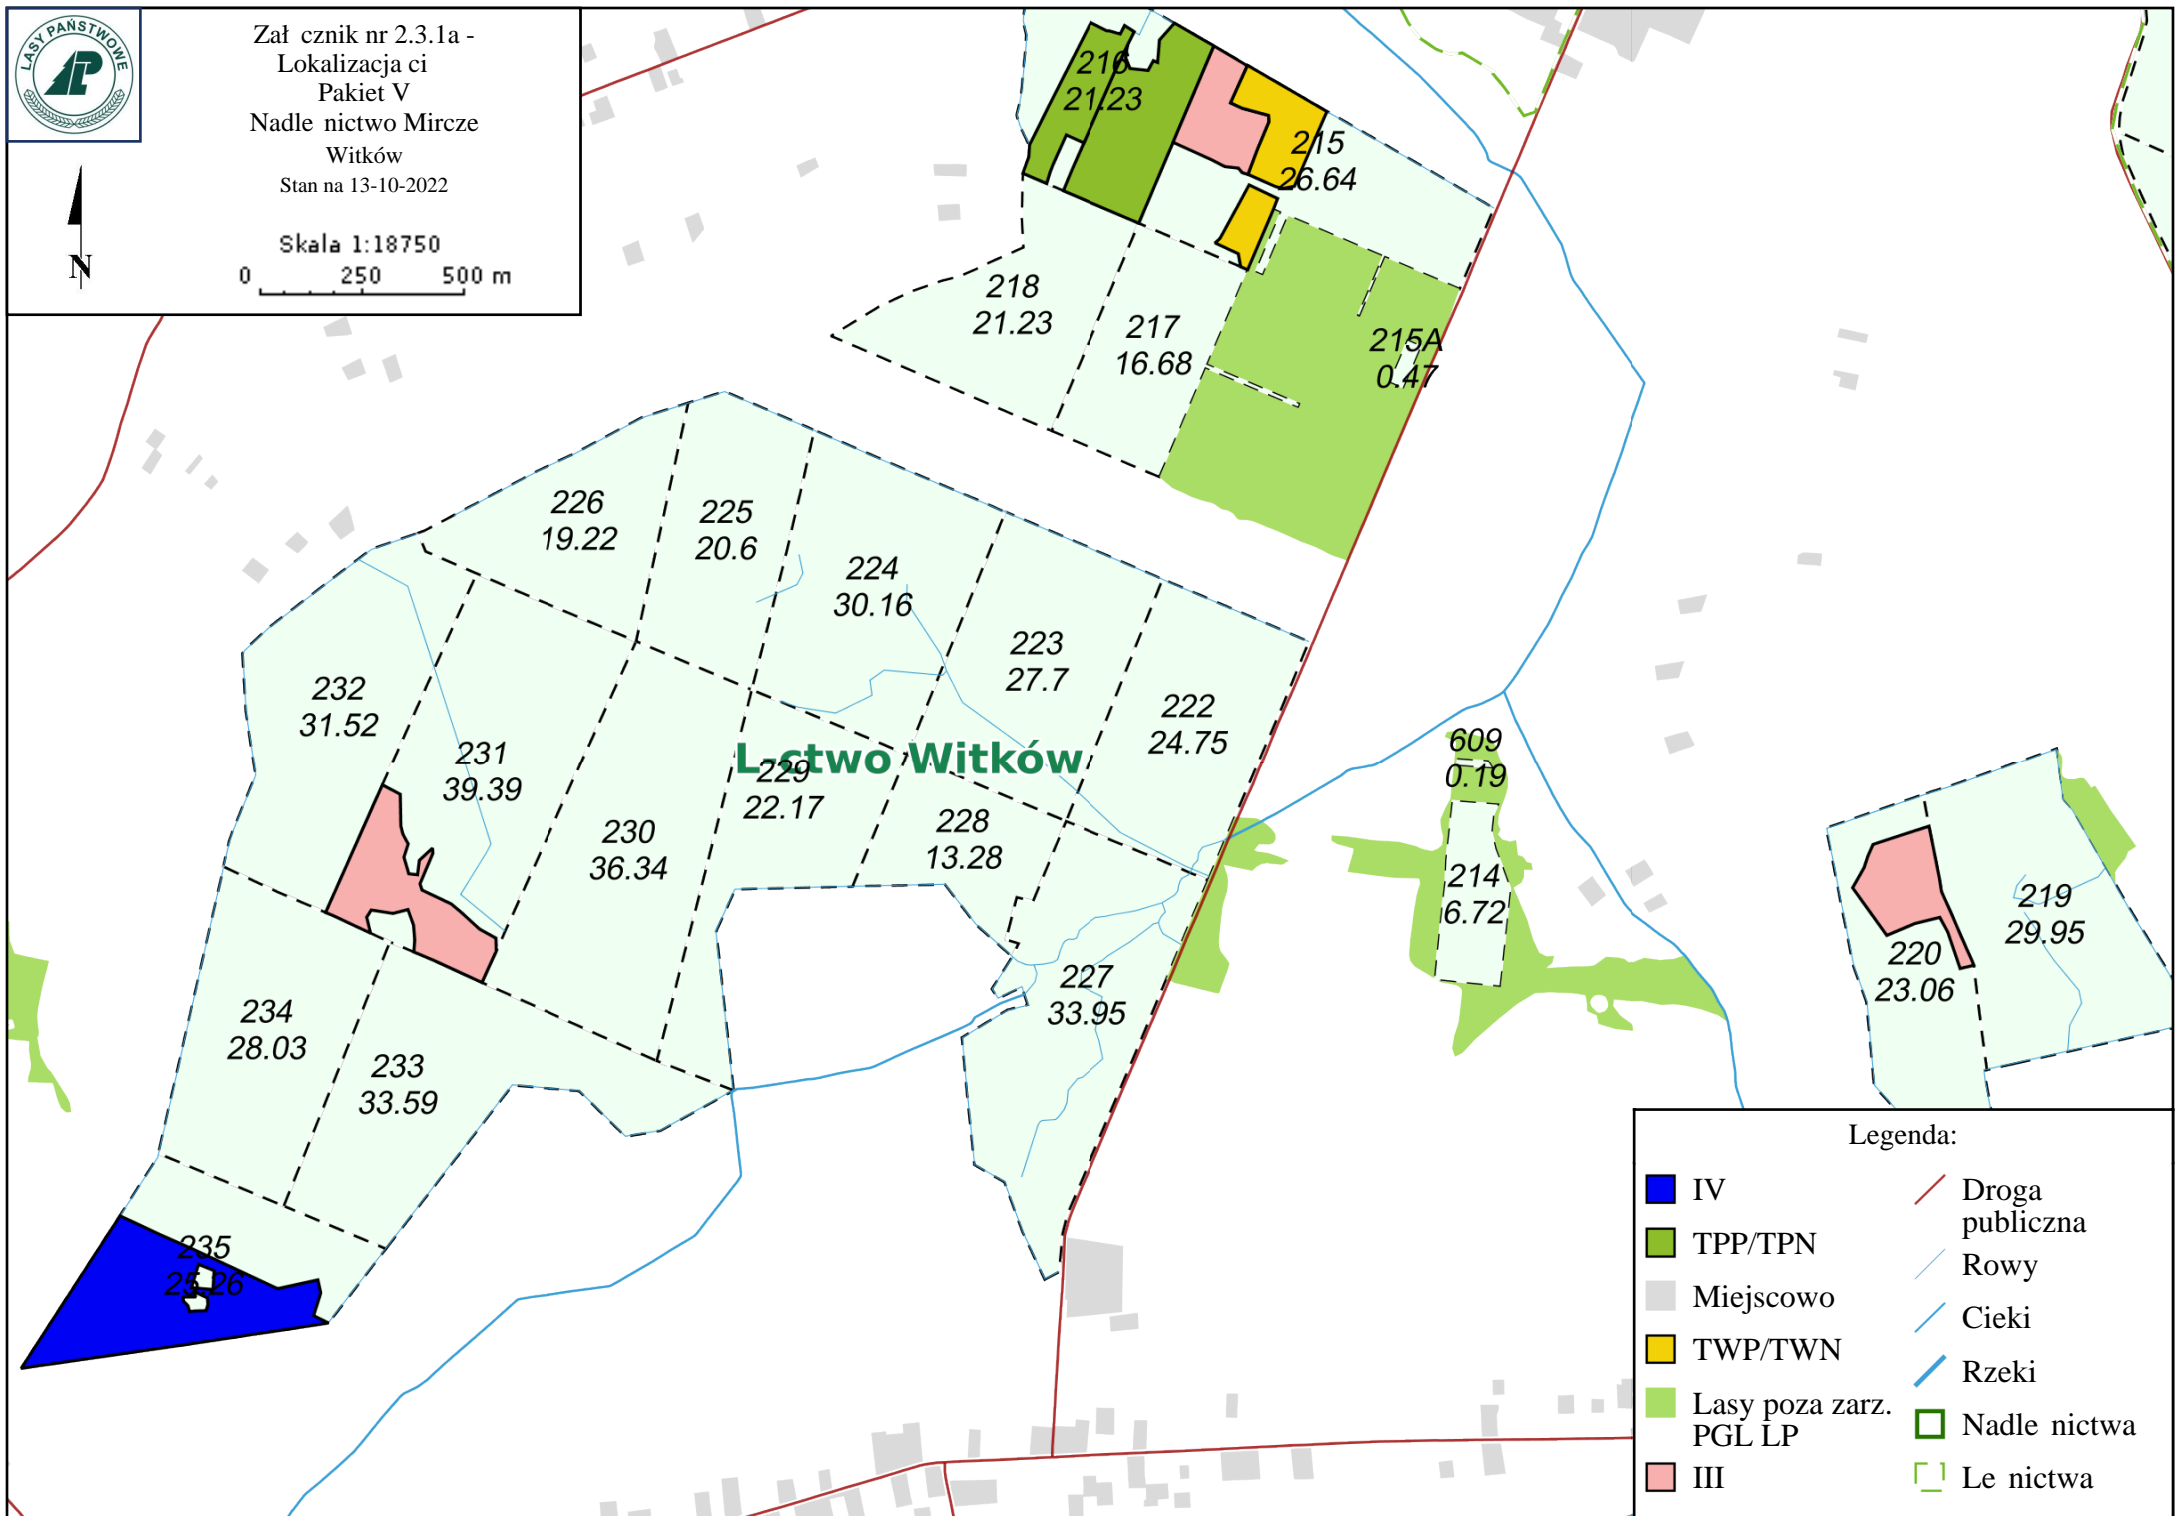 LASY PAŃSTWOWE
Zał cznik nr 2.3.1a -
Lokalizacja ci
Pakiet V
Nadle nictwo Mircze
Witków
Stan na 13-10-2022
N
Skala 1:18750
0 250 500 m
216
21.23
215
26.64
218
21.23
217
16.68
215A
0.47
226
19.22
225
20.6
224
30.16
223
27.7
222
24.75
232
31.52
231
39.39
L-ctwo Witków
229
22.17
230
36.34
228
13.28
609
0.19
214
6.72
219
29.95
220
23.06
227
33.95
234
28.03
233
33.59
235
25.26
Legenda:
IV
TPP/TPN
Miejscowo
TWP/TWN
Lasy poza zarz.
PGL LP
III
Droga
publiczna
Rowy
Cieki
Rzeki
Nadle nictwa
Le nictwa